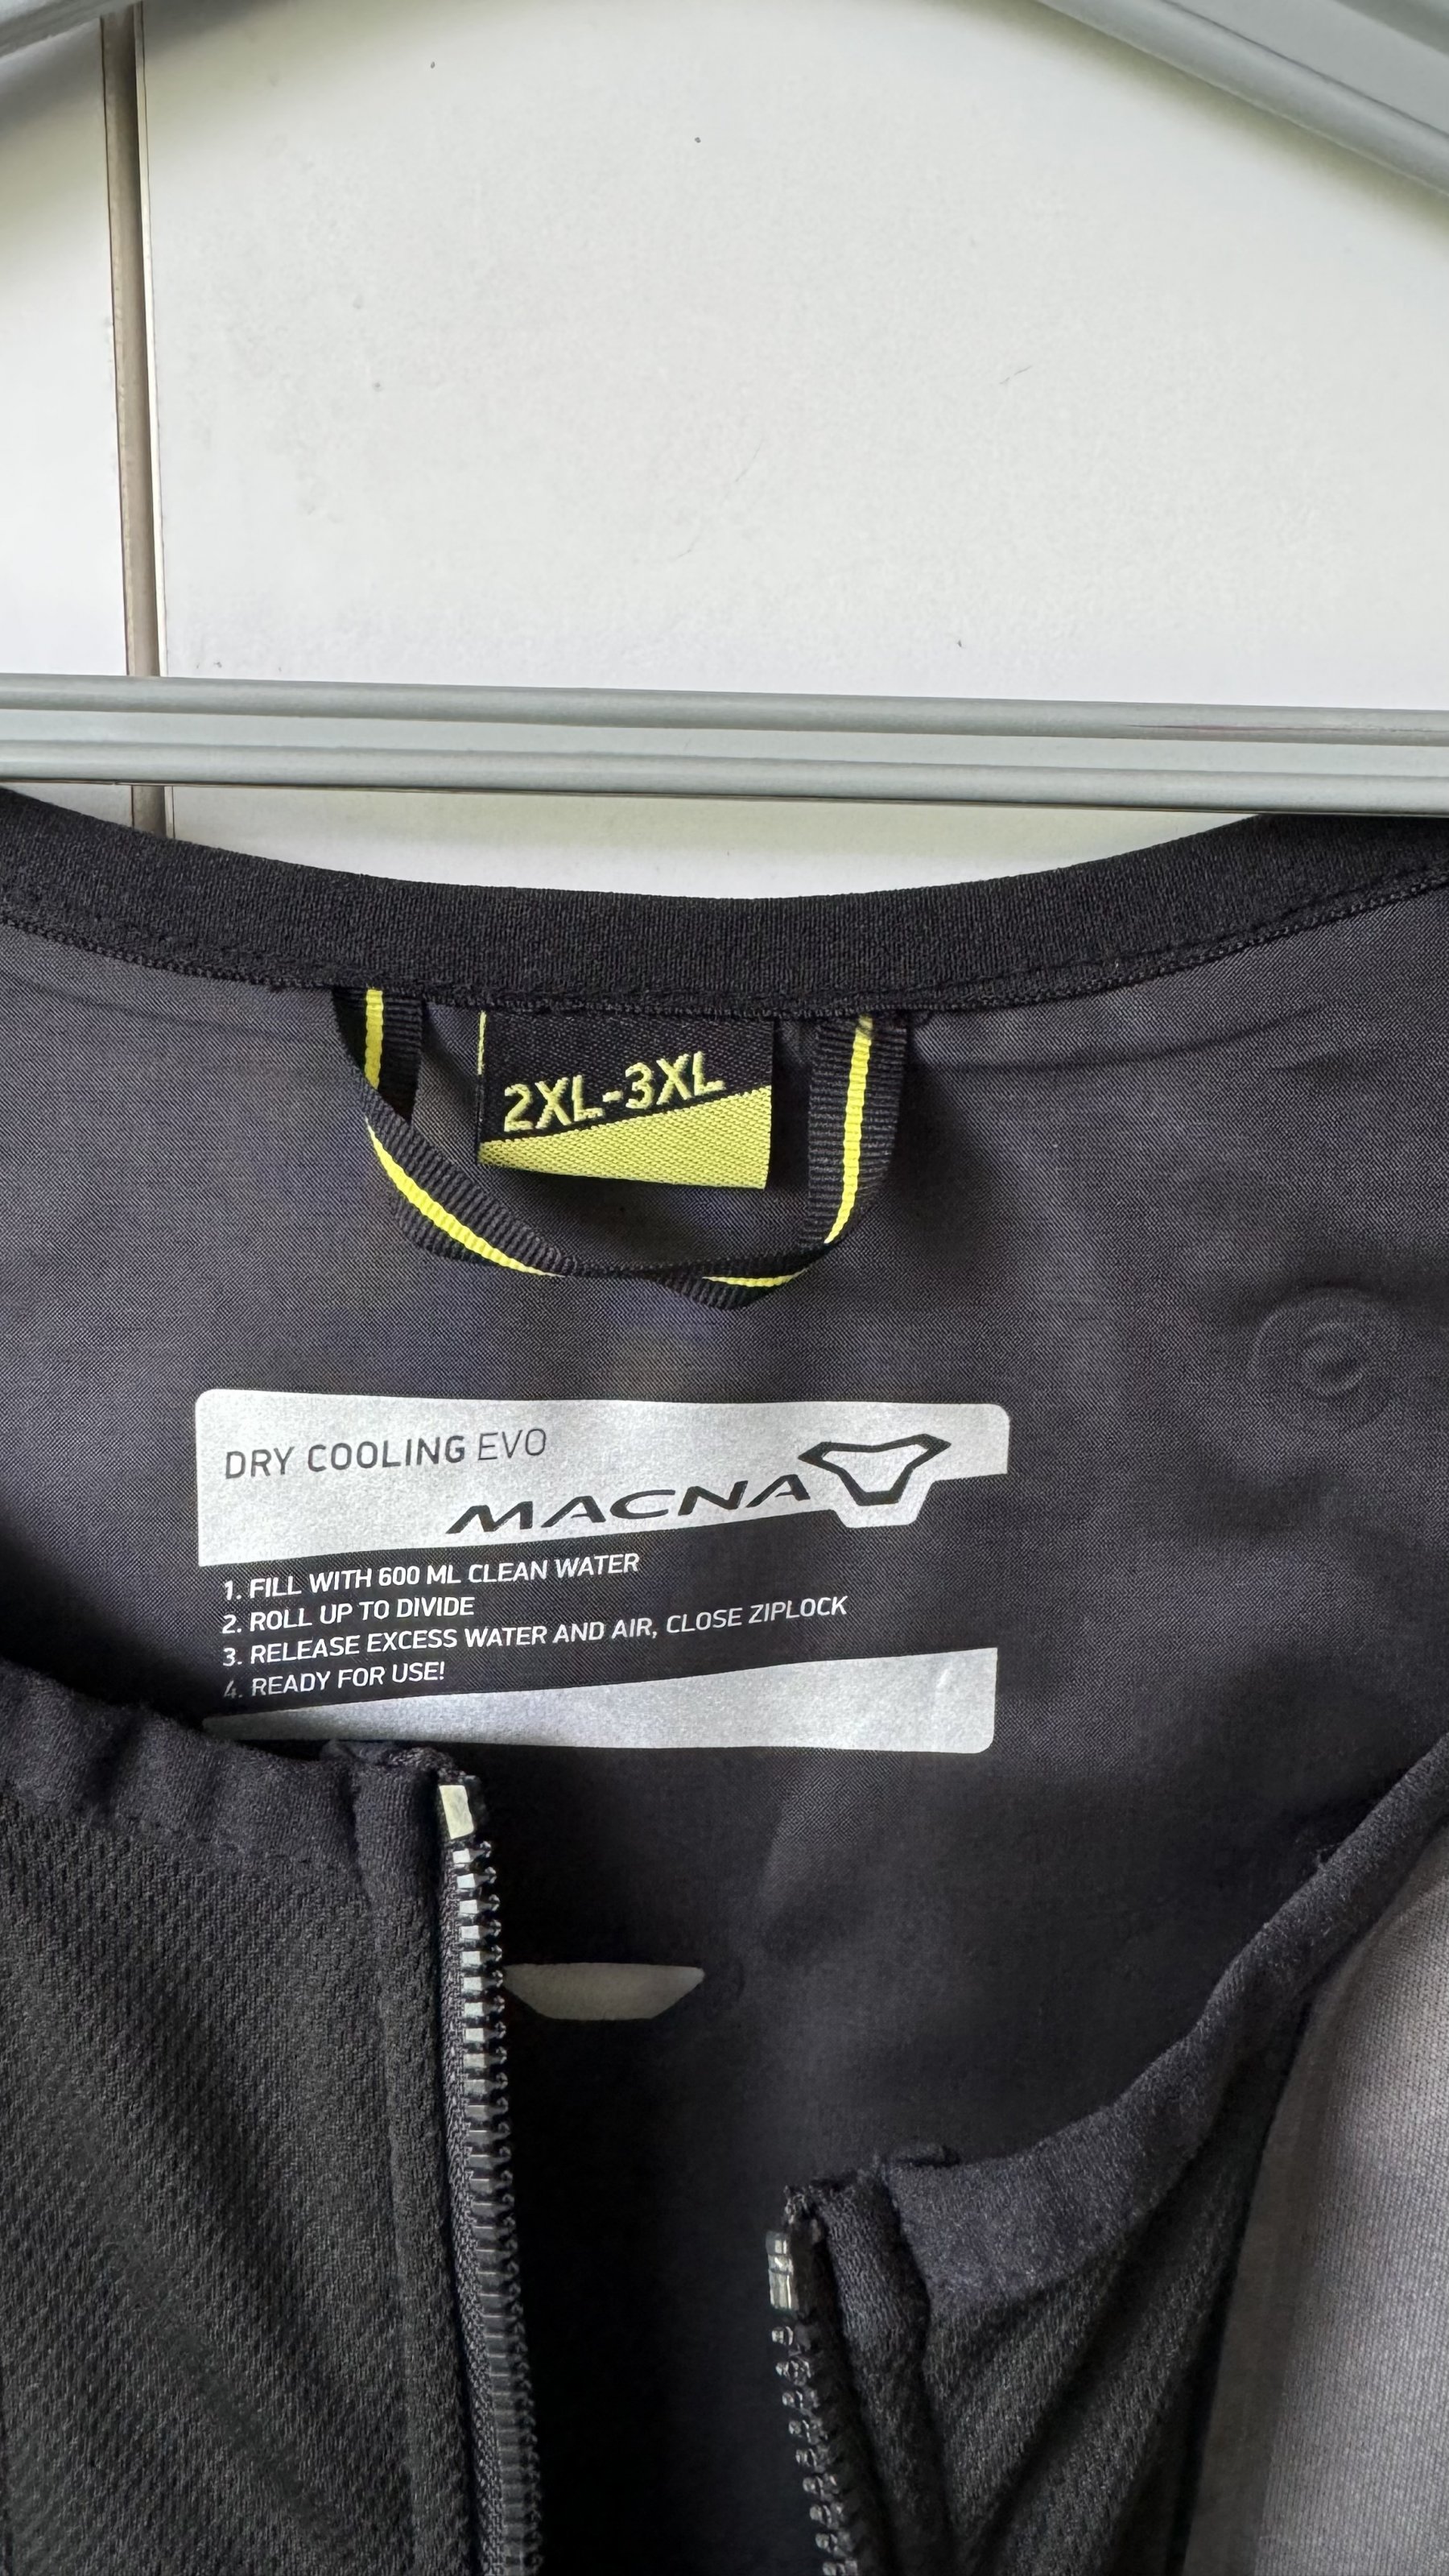 2XL-3XL
DRY COOLING EVO
MACNA
1. FILL WITH 600 ML CLEAN WATER
2. ROLL UP TO DIVIDE
3. RELEASE EXCESS WATER AND AIR, CLOSE ZIPLOCK
4. READY FOR USE!